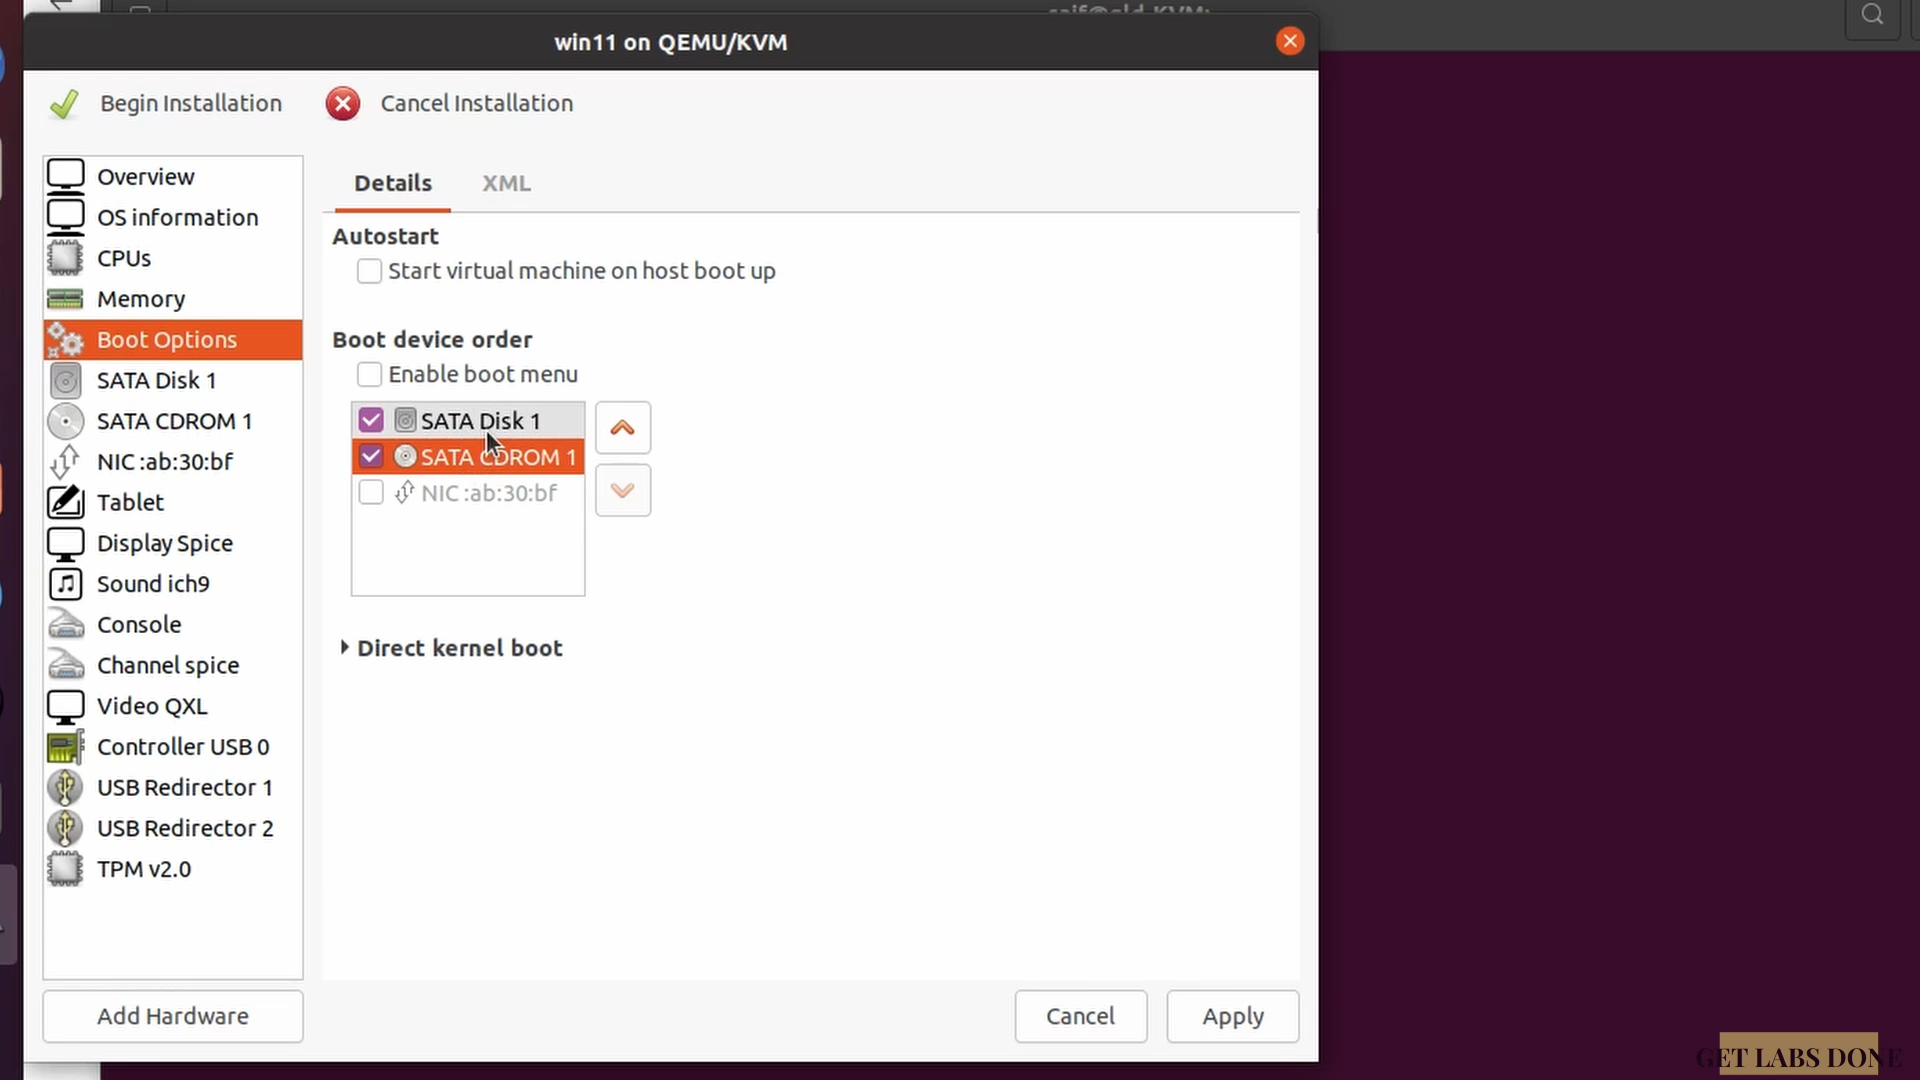 win11 on QEMU/KVM
Begin Installation
Cancel Installation
Overview
OS information
CPUs
Memory
Boot Options
SATA Disk 1
SATA CDROM 1
NIC :ab:30:bf
Tablet
Display Spice
Sound ich9
Console
Channel spice
Video QXL
Controller USB 0
USB Redirector 1
USB Redirector 2
TPM v2.0
Add Hardware
Details
XML
Autostart
Start virtual machine on host boot up
Boot device order
Enable boot menu
SATA Disk 1
SATA CDROM 1
NIC :ab:30:bf
Direct kernel boot
Cancel
Apply
GET LABS DONE